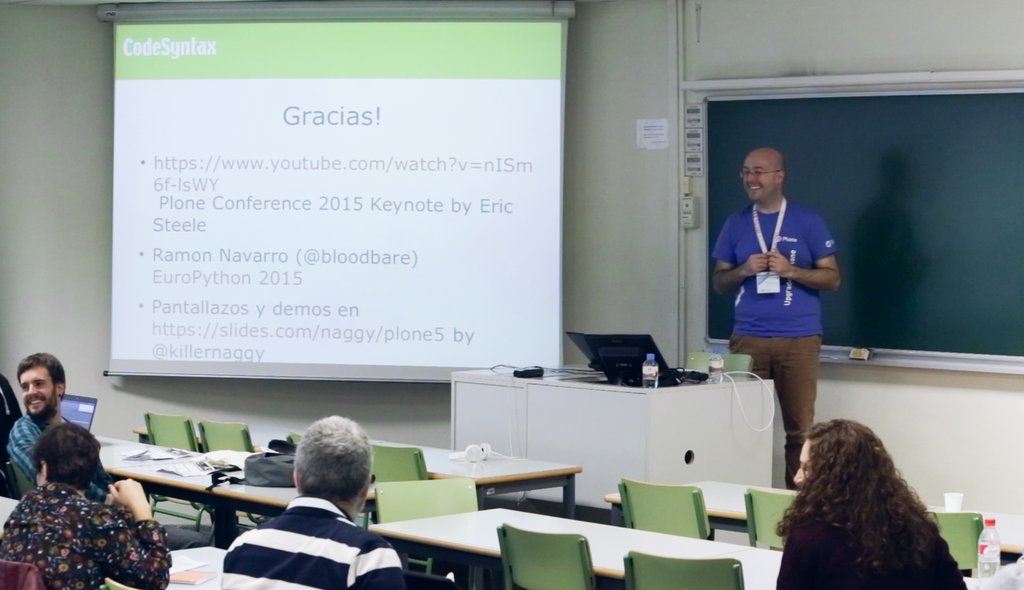 CodeSyntax
Gracias!
• https://www.youtube.com/watch?v=nISm
6f-lsWY
Plone Conference 2015 Keynote by Eric
Steele
• Ramon Navarro (@bloodbare)
EuroPython 2015
• Pantallazos y demos en
https://slides.com/naggy/plone5 by
@killernaggy
Plone